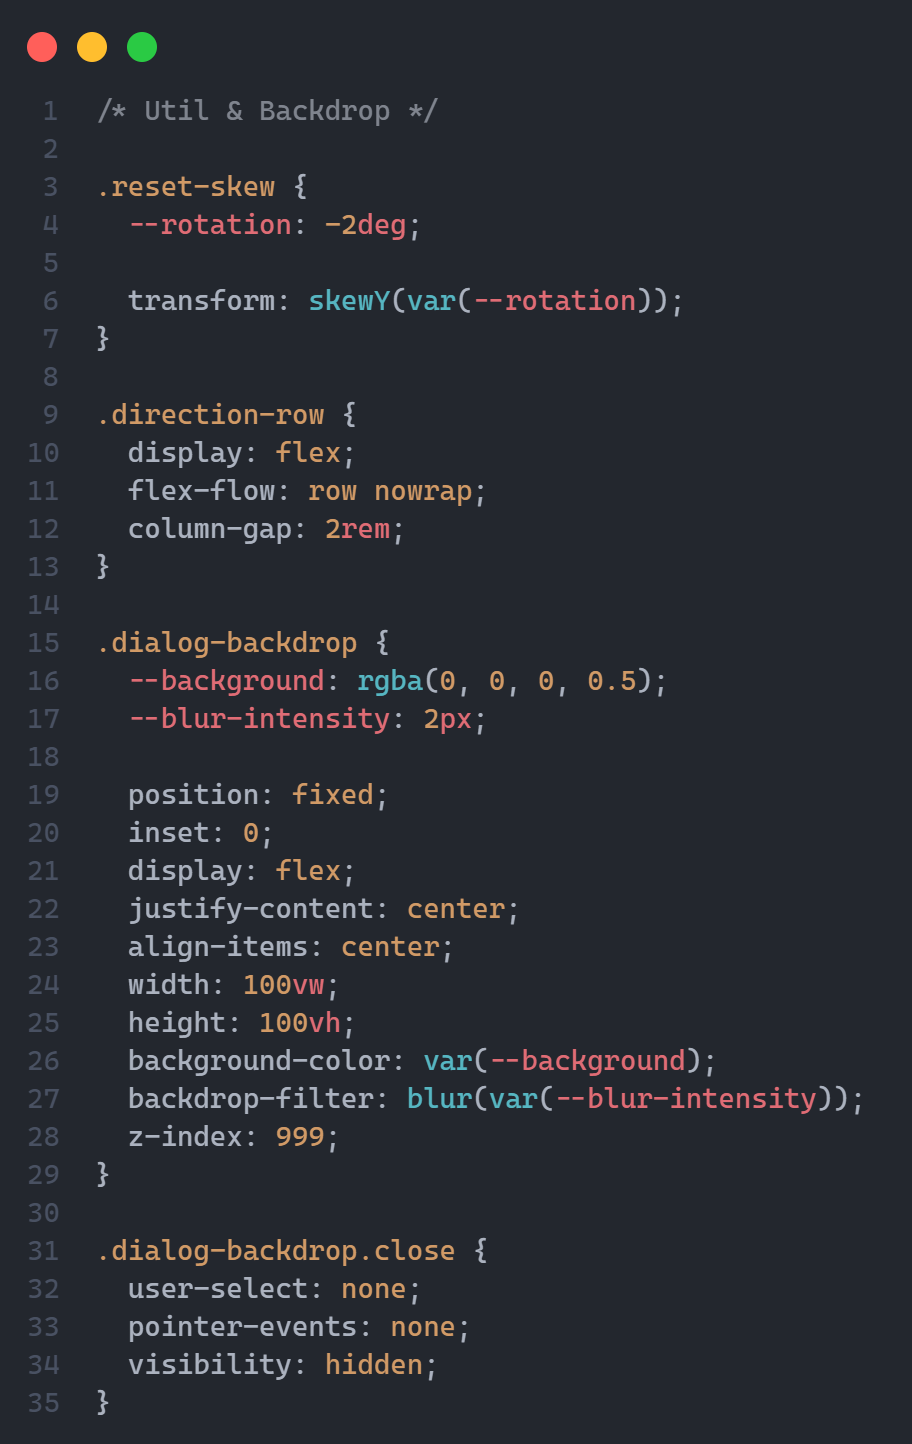 1 /* Util & Backdrop */
2
3 .reset-skew {
4   --rotation: -2deg;
5
6   transform: skewY(var(--rotation));
7 }
8
9 .direction-row {
10   display: flex;
11   flex-flow: row nowrap;
12   column-gap: 2rem;
13 }
14
15 .dialog-backdrop {
16   --background: rgba(0, 0, 0, 0.5);
17   --blur-intensity: 2px;
18
19   position: fixed;
20   inset: 0;
21   display: flex;
22   justify-content: center;
23   align-items: center;
24   width: 100vw;
25   height: 100vh;
26   background-color: var(--background);
27   backdrop-filter: blur(var(--blur-intensity));
28   z-index: 999;
29 }
30
31 .dialog-backdrop.close {
32   user-select: none;
33   pointer-events: none;
34   visibility: hidden;
35 }